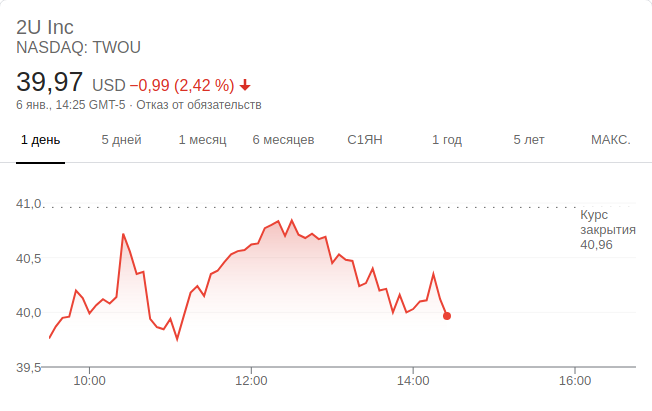 2U Inc
NASDAQ: TWOU
39,97 USD −0,99 (2,42 %)
6 янв., 14:25 GMT-5 · Отказ от обязательств
1 день 5 дней 1 месяц 6 месяцев С1ЯН 1 год 5 лет МАКС.
41,0
Курс
закрытия
40,96
40,5
40,0
39,5
10:00 12:00 14:00 16:00